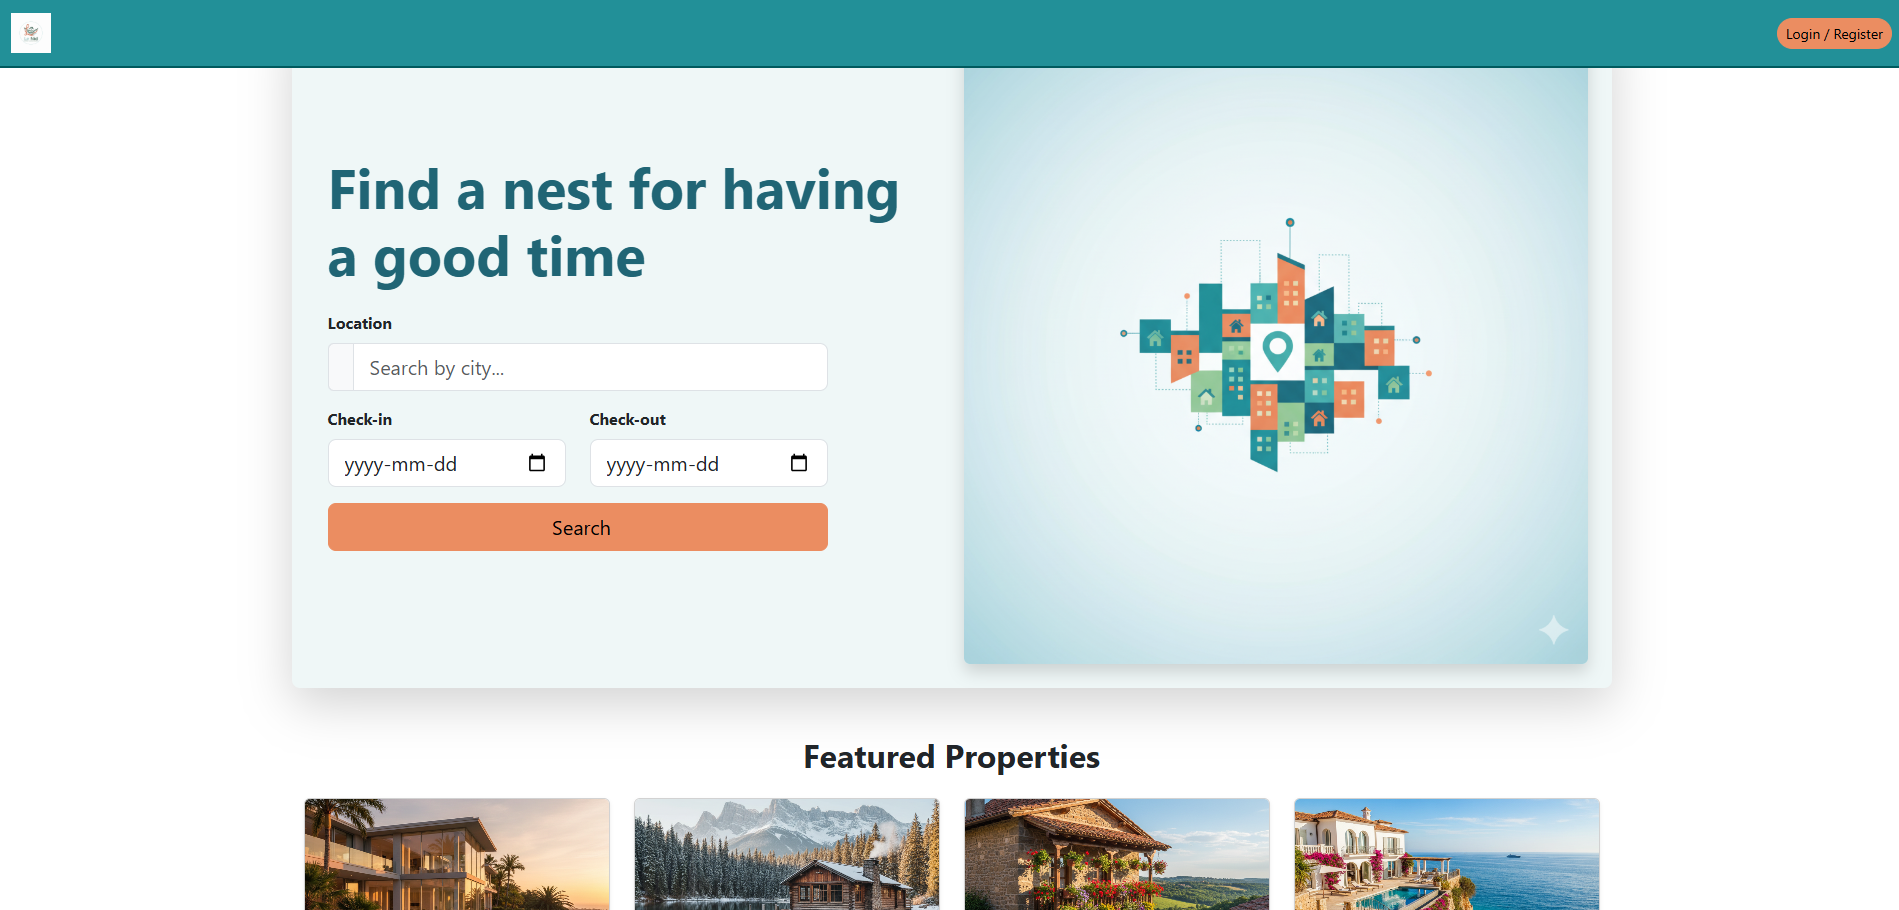 Login / Register
Find a nest for having
a good time
Location
Search by city...
Check-in
Check-out
yyyy-mm-dd
yyyy-mm-dd
Search
Featured Properties